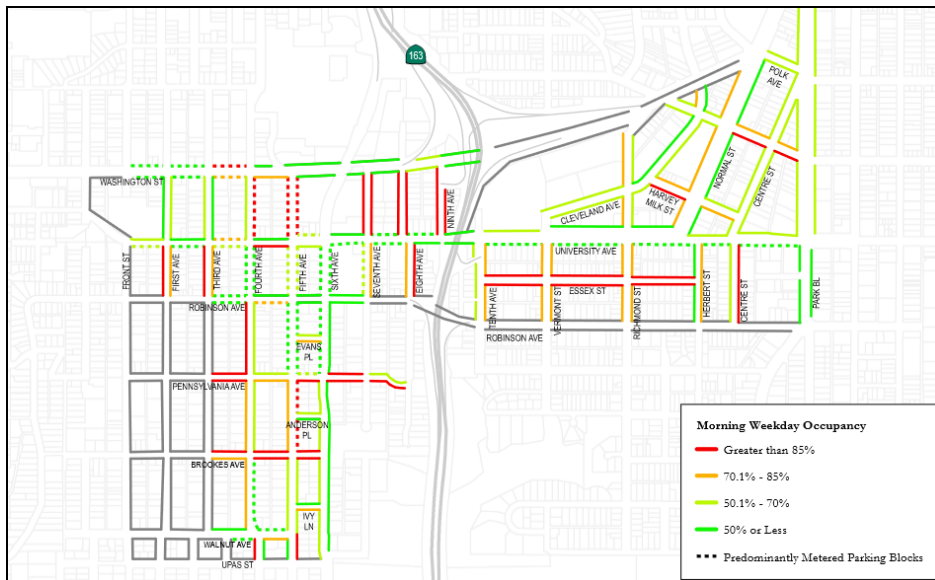 163
POLK
AVE
WASHINGTON ST
NORMAL ST
CENTRE ST
HARVEY
MILK ST
NINTH AVE
CLEVELAND AVE
FRONT ST
FIRST AVE
THIRD AVE
FOURTH AVE
FIFTH AVE
SIXTH AVE
SEVENTH AVE
EIGHTH AVE
UNIVERSITY AVE
ESSEX ST
TENTH AVE
VERMONT ST
RICHMOND ST
HERBERT ST
CENTRE ST
PARK BL
ROBINSON AVE
ROBINSON AVE
EVANS
PL
PENNSYLVANIA AVE
ANDERSON
PL
BROOKES AVE
IVY
LN
WALNUT AVE
UPAS ST
Morning Weekday Occupancy
Greater than 85%
70.1% - 85%
50.1% - 70%
50% or Less
Predominantly Metered Parking Blocks